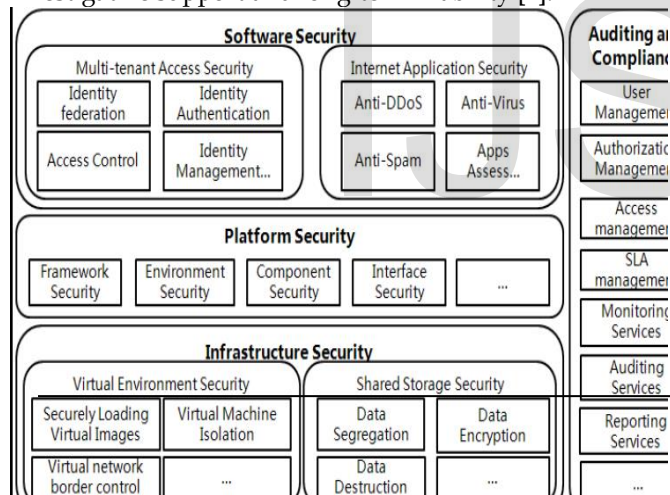 Software Security
Multi-tenant Access Security
Identity
federation
Identity
Authentication
Access Control
Identity
Management...
Internet Application Security
Anti-DDoS
Anti-Virus
Anti-Spam
Apps
Assess...
Platform Security
Framework
Security
Environment
Security
Component
Security
Interface
Security
...
Infrastructure Security
Virtual Environment Security
Securely Loading
Virtual Images
Virtual Machine
Isolation
Virtual network
border control
...
Shared Storage Security
Data
Segregation
Data
Encryption
Data
Destruction
...
Auditing
User
Access
SLA
Monitoring
Services
Auditing
Services
Reporting
Services
...